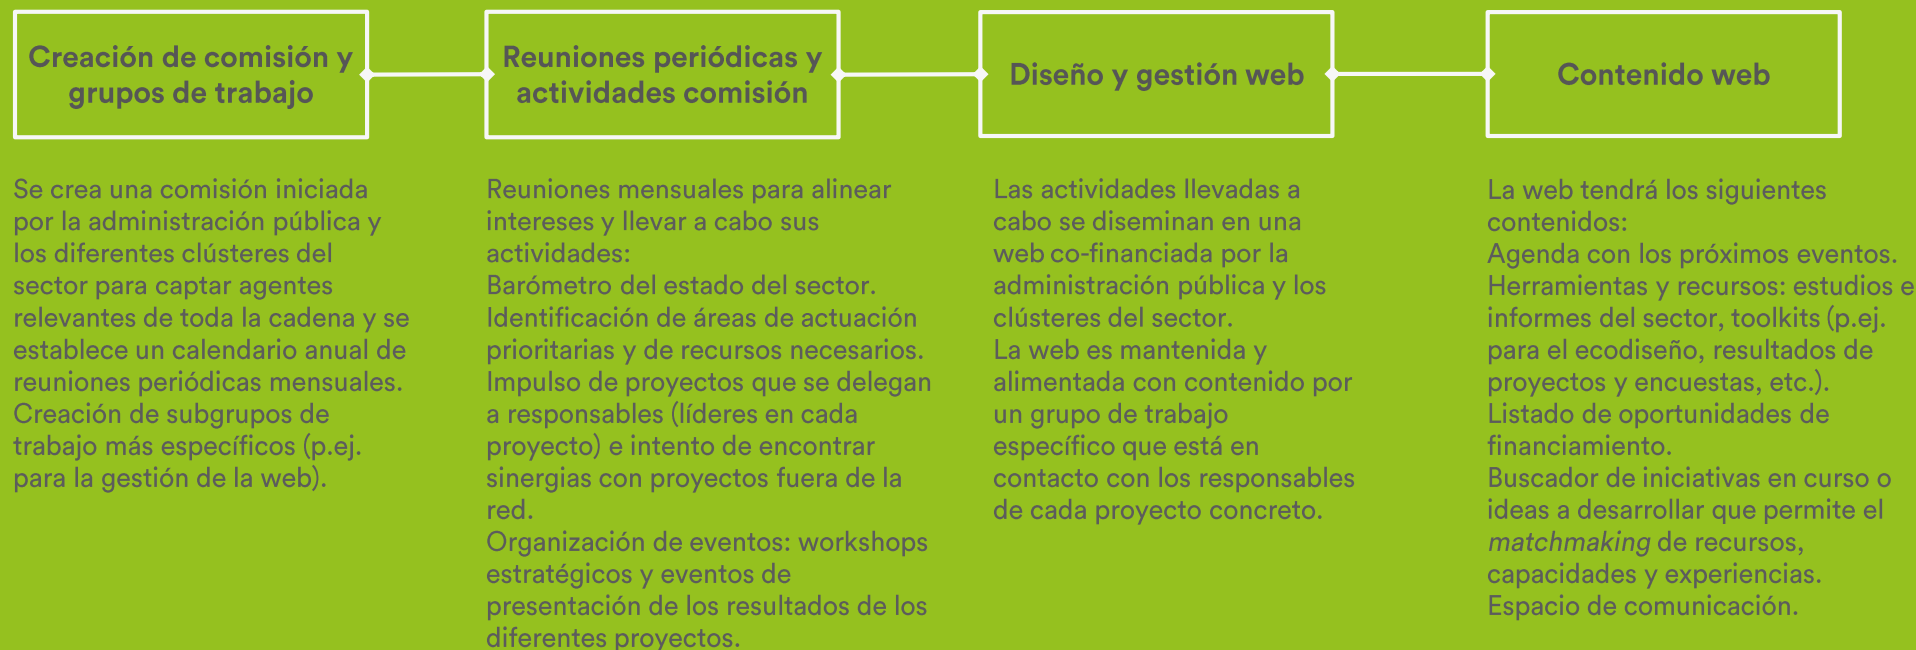 Creación de comisión y
grupos de trabajo
Se crea una comisión iniciada
por la administración pública y
los diferentes clústeres del
sector para captar agentes
relevantes de toda la cadena y se
establece un calendario anual de
reuniones periódicas mensuales.
Creación de subgrupos de
trabajo más específicos (p.ej.
para la gestión de la web).
Reuniones periódicas y
actividades comisión
Reuniones mensuales para alinear
intereses y llevar a cabo sus
actividades:
Barómetro del estado del sector.
Identificación de áreas de actuación
prioritarias y de recursos necesarios.
Impulso de proyectos que se delegan
a responsables (líderes en cada
proyecto) e intento de encontrar
sinergias con proyectos fuera de la
red.
Organización de eventos: workshops
estratégicos y eventos de
presentación de los resultados de los
diferentes proyectos.
Diseño y gestión web
Las actividades llevadas a
cabo se diseminan en una
web co-financiada por la
administración pública y los
clústeres del sector.
La web es mantenida y
alimentada con contenido por
un grupo de trabajo
específico que está en
contacto con los responsables
de cada proyecto concreto.
Contenido web
La web tendrá los siguientes
contenidos:
Agenda con los próximos eventos.
Herramientas y recursos: estudios e
informes del sector, toolkits (p.ej.
para el ecodiseño, resultados de
proyectos y encuestas, etc.).
Listado de oportunidades de
financiamiento.
Buscador de iniciativas en curso o
ideas a desarrollar que permite el
matchmaking de recursos,
capacidades y experiencias.
Espacio de comunicación.